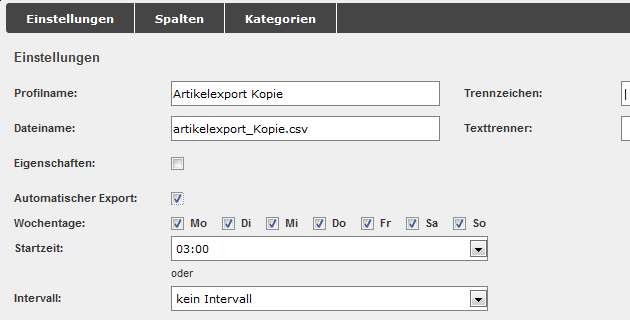 Einstellungen Spalten Kategorien
Einstellungen
Profilname: Artikelexport Kopie Trennzeichen: |
Dateiname: artikelexport_Kopie.csv Texttrenner:
Eigenschaften:
Automatischer Export:
Wochentage: Mo Di Mi Do Fr Sa So
Startzeit: 03:00
oder
Intervall: kein Intervall